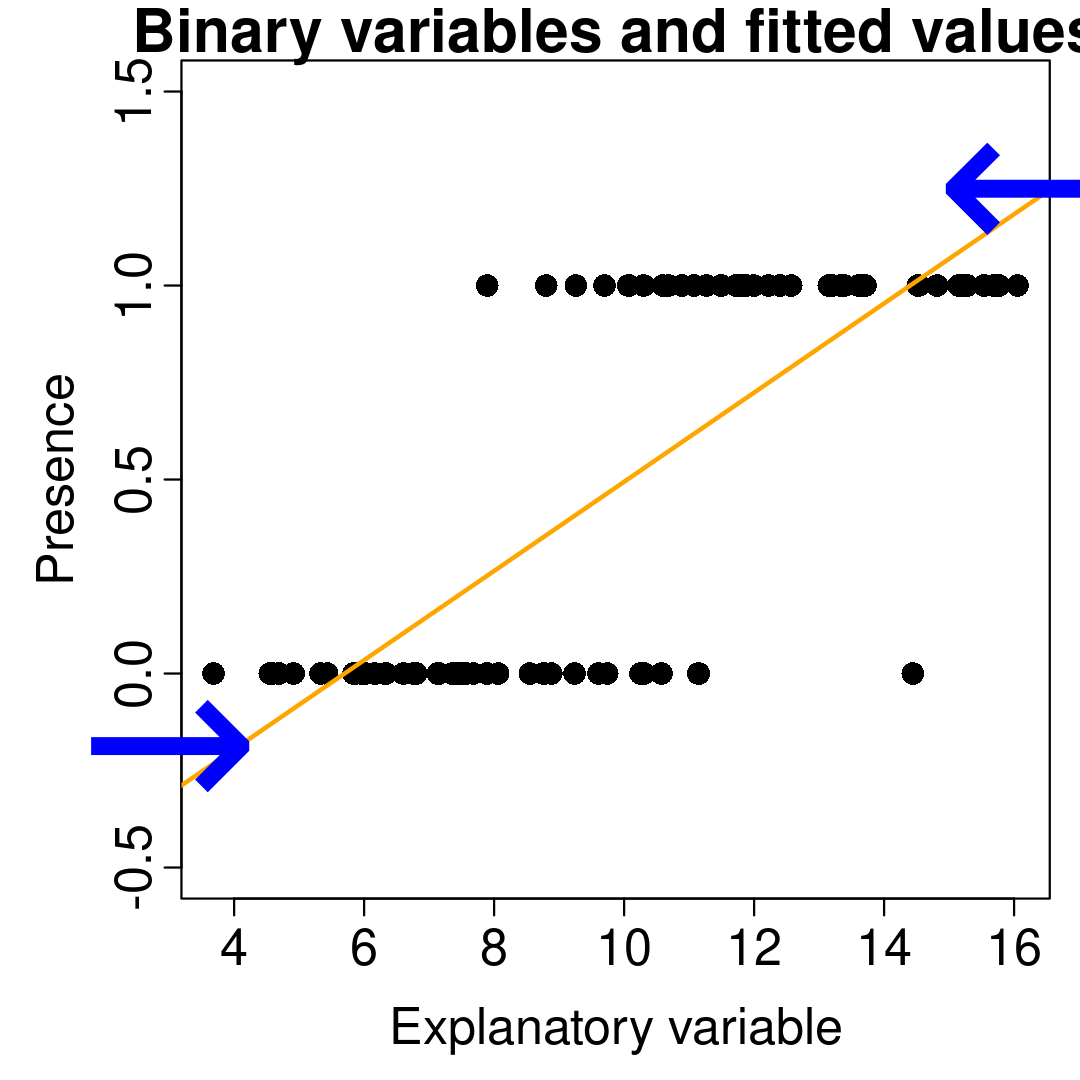 Binary variables and fitted values
1.5
1.0
0.5
0.0
-0.5
Presence
4 6 8 10 12 14 16
Explanatory variable